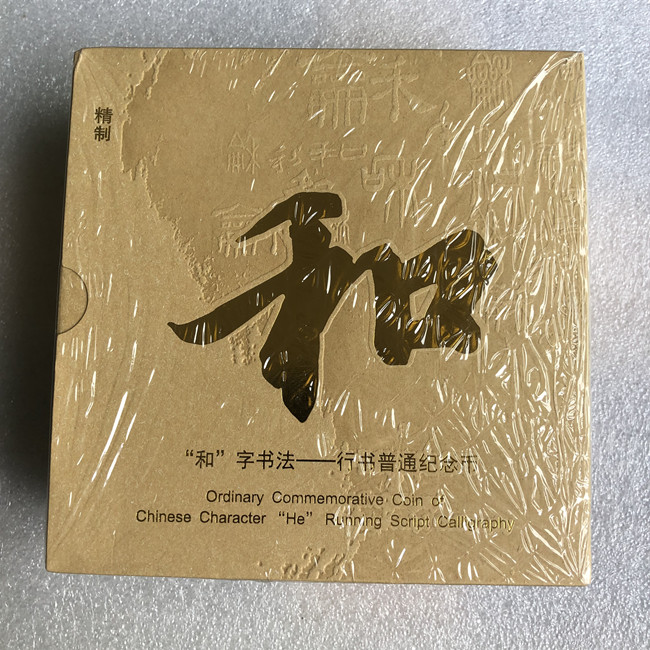 精制
和
“和”字书法——行书普通纪念币
Ordinary Commemorative Coin of
Chinese Character “He” Running Script Calligraphy